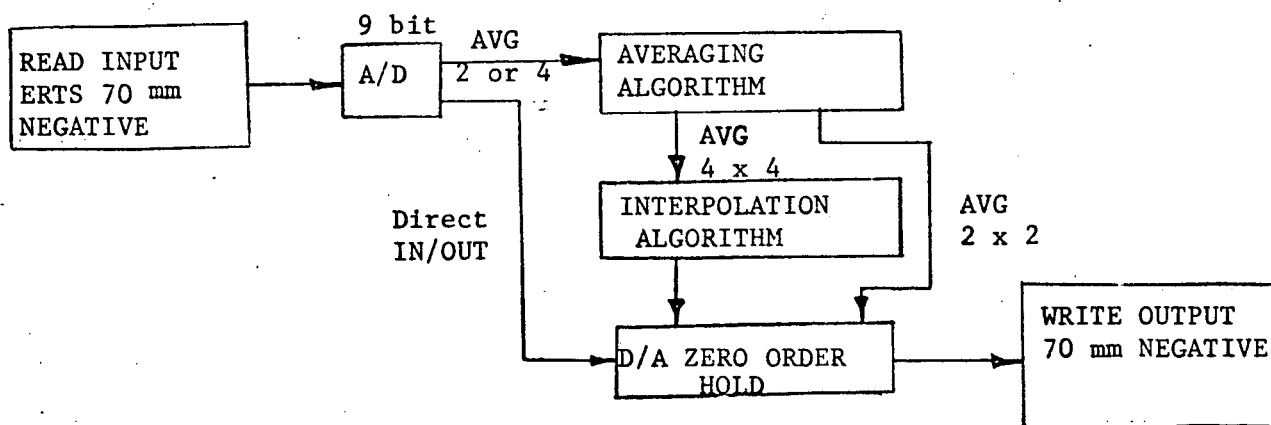 READ INPUT
ERTS 70 mm
NEGATIVE
9 bit
A/D
AVG
2 or 4
AVERAGING
ALGORITHM
AVG
4 x 4
INTERPOLATION
ALGORITHM
AVG
2 x 2
Direct
IN/OUT
D/A ZERO ORDER
HOLD
WRITE OUTPUT
70 mm NEGATIVE